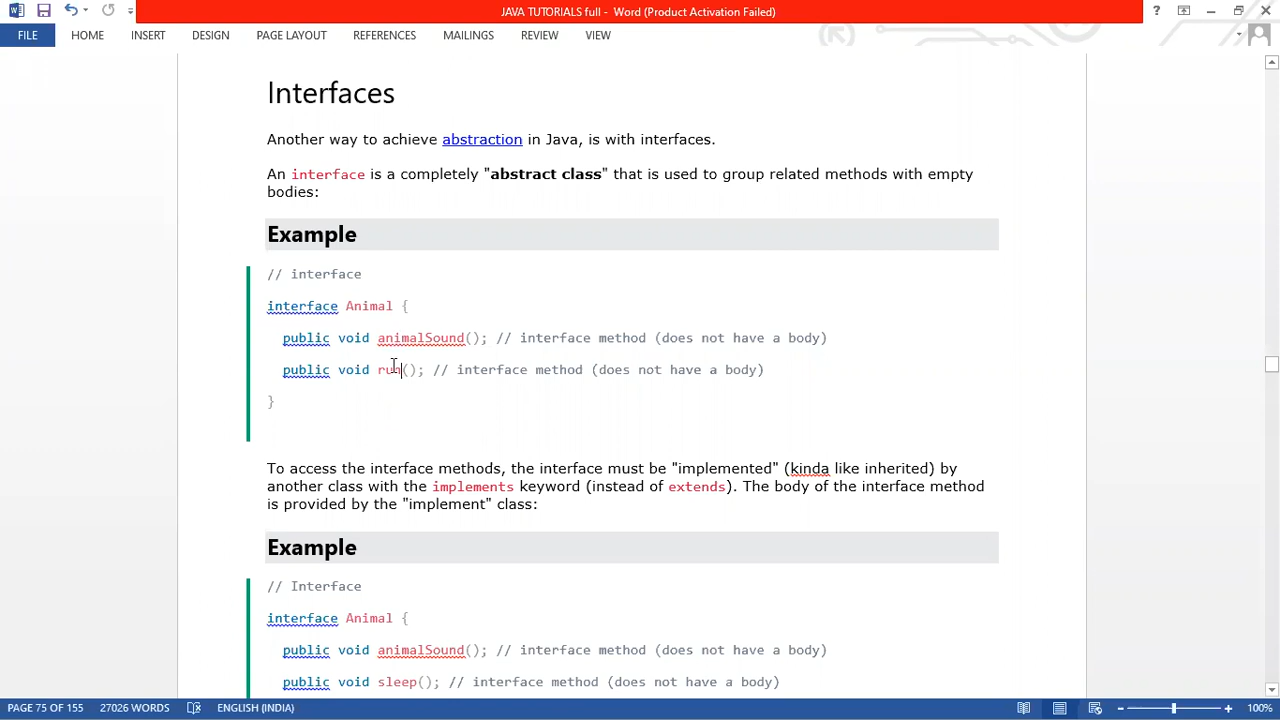 JAVA TUTORIALS full - Word (Product Activation Failed)
FILE HOME INSERT DESIGN PAGE LAYOUT REFERENCES MAILINGS REVIEW VIEW
Interfaces
Another way to achieve abstraction in Java, is with interfaces.
An interface is a completely "abstract class" that is used to group related methods with empty
bodies:
Example
// interface
interface Animal {
public void animalSound(); // interface method (does not have a body)
public void run(); // interface method (does not have a body)
}
To access the interface methods, the interface must be "implemented" (kinda like inherited) by
another class with the implements keyword (instead of extends). The body of the interface method
is provided by the "implement" class:
Example
// Interface
interface Animal {
public void animalSound(); // interface method (does not have a body)
public void sleep(); // interface method (does not have a body)
PAGE 75 OF 155 27026 WORDS ENGLISH (INDIA) 100%